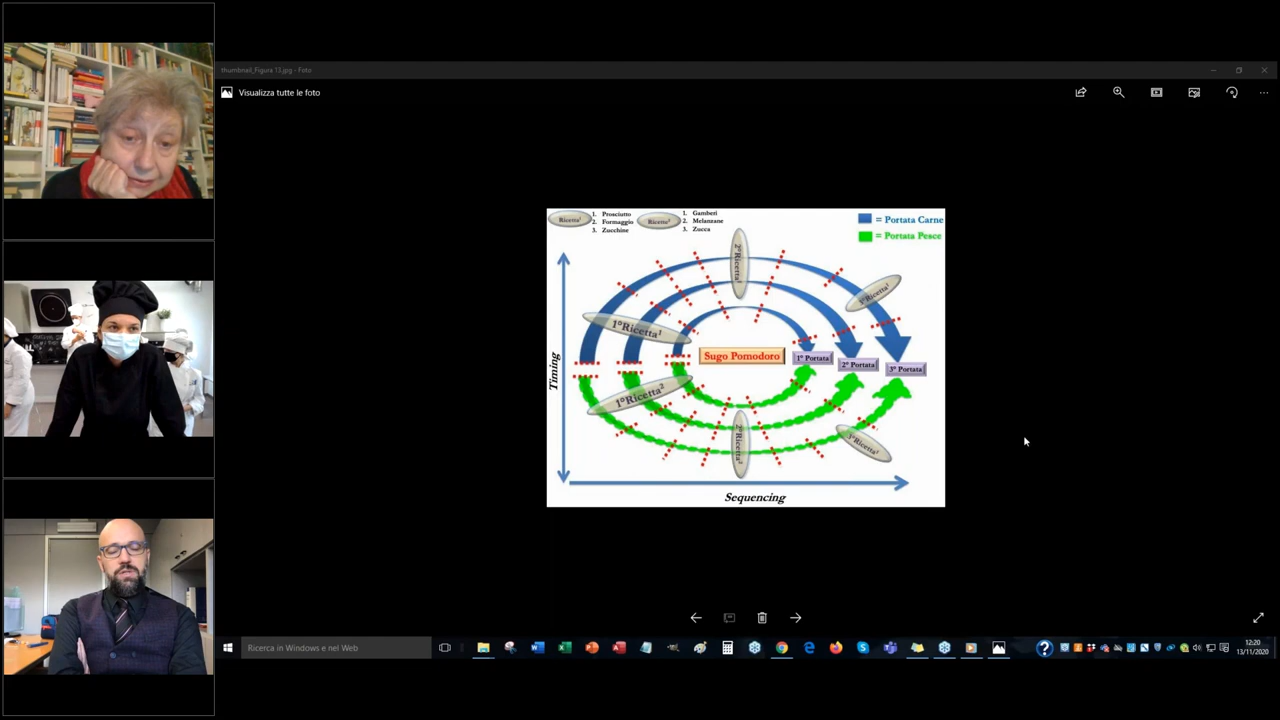 thumbnail_Figura 13.jpg - Foto
Visualizza tutte le foto
Ricetta¹
1. Prosciutto
2. Formaggio
3. Zucchine
Ricetta²
1. Gamberi
2. Melanzane
3. Zucca
= Portata Carne
= Portata Pesce
2°Ricetta¹
3°Ricetta¹
1°Ricetta¹
Sugo Pomodoro
1° Portata
2° Portata
3° Portata
Timing
1°Ricetta²
2°Ricetta²
3°Ricetta²
Sequencing
Ricerca in Windows e nel Web
12:20
13/11/2020